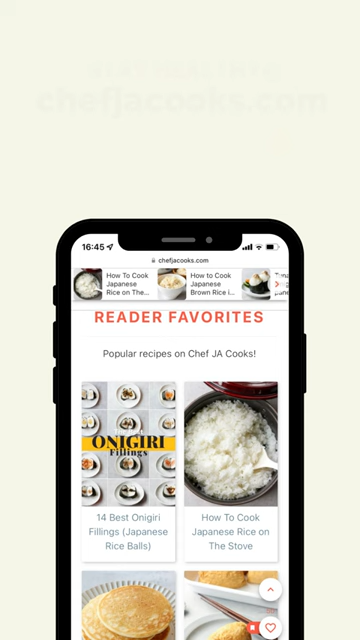 chefjacooks.com
16:45
chefjacooks.com
How To Cook
Japanese
Rice on The...
How to Cook
Japanese
Brown Rice i...
READER FAVORITES
Popular recipes on Chef JA Cooks!
ONIGIRI
Fillings
14 Best Onigiri
Fillings (Japanese
Rice Balls)
How To Cook
Japanese Rice on
The Stove